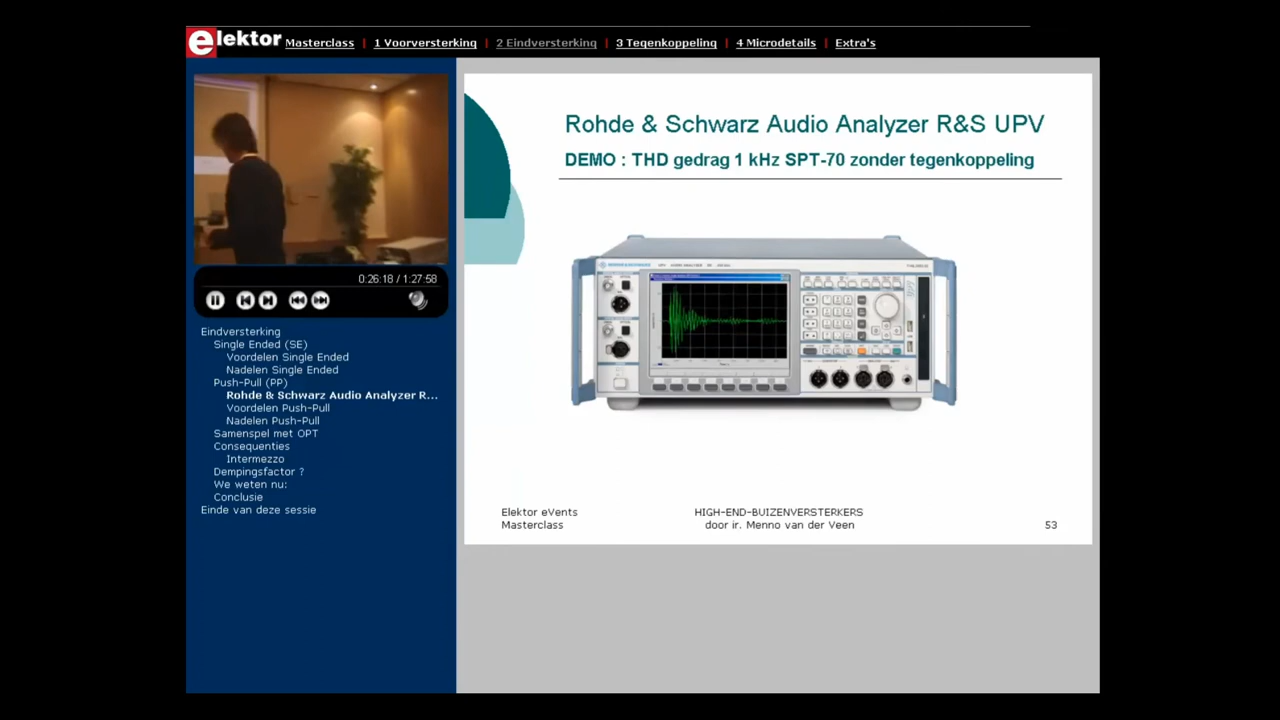 elektor Masterclass | 1 Voorversterking | 2 Eindversterking | 3 Tegenkoppeling | 4 Microdetails | Extra's
0:26:18 / 1:27:58
Eindversterking
Single Ended (SE)
Voordelen Single Ended
Nadelen Single Ended
Push-Pull (PP)
Rohde & Schwarz Audio Analyzer R...
Voordelen Push-Pull
Nadelen Push-Pull
Samenspel met OPT
Consequenties
Intermezzo
Dempingsfactor ?
We weten nu:
Conclusie
Einde van deze sessie
Rohde & Schwarz Audio Analyzer R&S UPV
DEMO : THD gedrag 1 kHz SPT-70 zonder tegenkoppeling
Elektor eVents
Masterclass
HIGH-END-BUIZENVERSTERKERS
door ir. Menno van der Veen
53